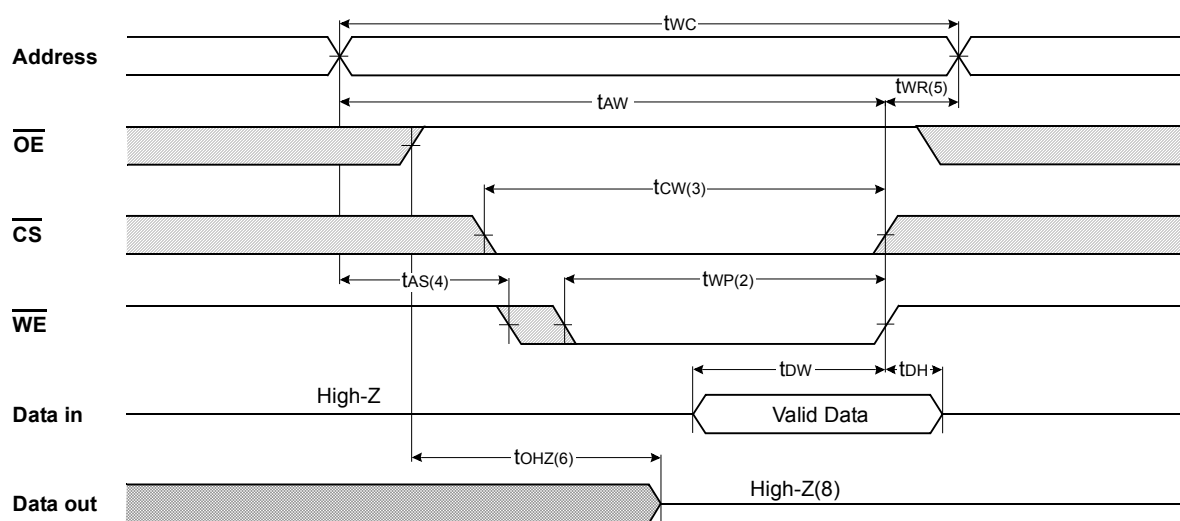 tWC
Address
tWR(5)
tAW
OE
tCW(3)
CS
tAS(4)
tWP(2)
WE
tDW
tDH
High-Z
Data in
Valid Data
tOHZ(6)
High-Z(8)
Data out